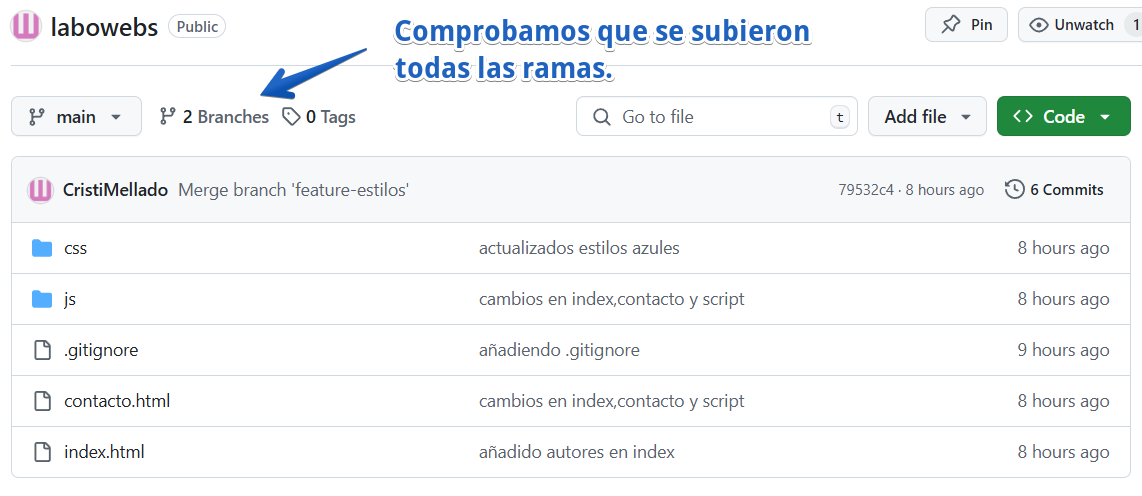 labowebs Public Pin Unwatch 1
Comprobamos que se subieron
todas las ramas.
main 2 Branches 0 Tags Go to file t Add file Code
CristiMellado Merge branch 'feature-estilos' 79532c4 · 8 hours ago 6 Commits
css actualizados estilos azules 8 hours ago
js cambios en index,contacto y script 8 hours ago
.gitignore añadiendo .gitignore 9 hours ago
contacto.html cambios en index,contacto y script 8 hours ago
index.html añadido autores en index 8 hours ago